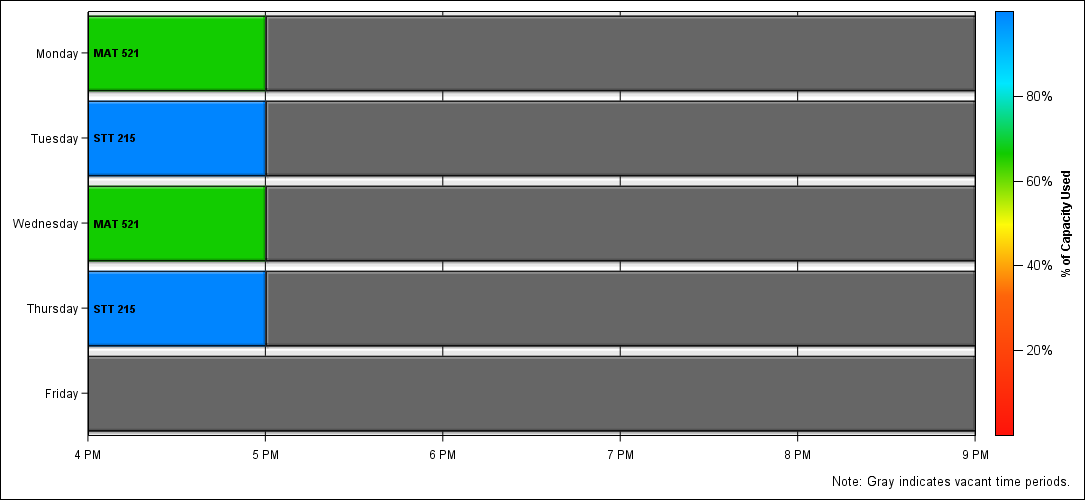 Monday
MAT 521
Tuesday
STT 215
Wednesday
MAT 521
Thursday
STT 215
Friday
4 PM 5 PM 6 PM 7 PM 8 PM 9 PM
80%
60%
40%
20%
% of Capacity Used
Note: Gray indicates vacant time periods.